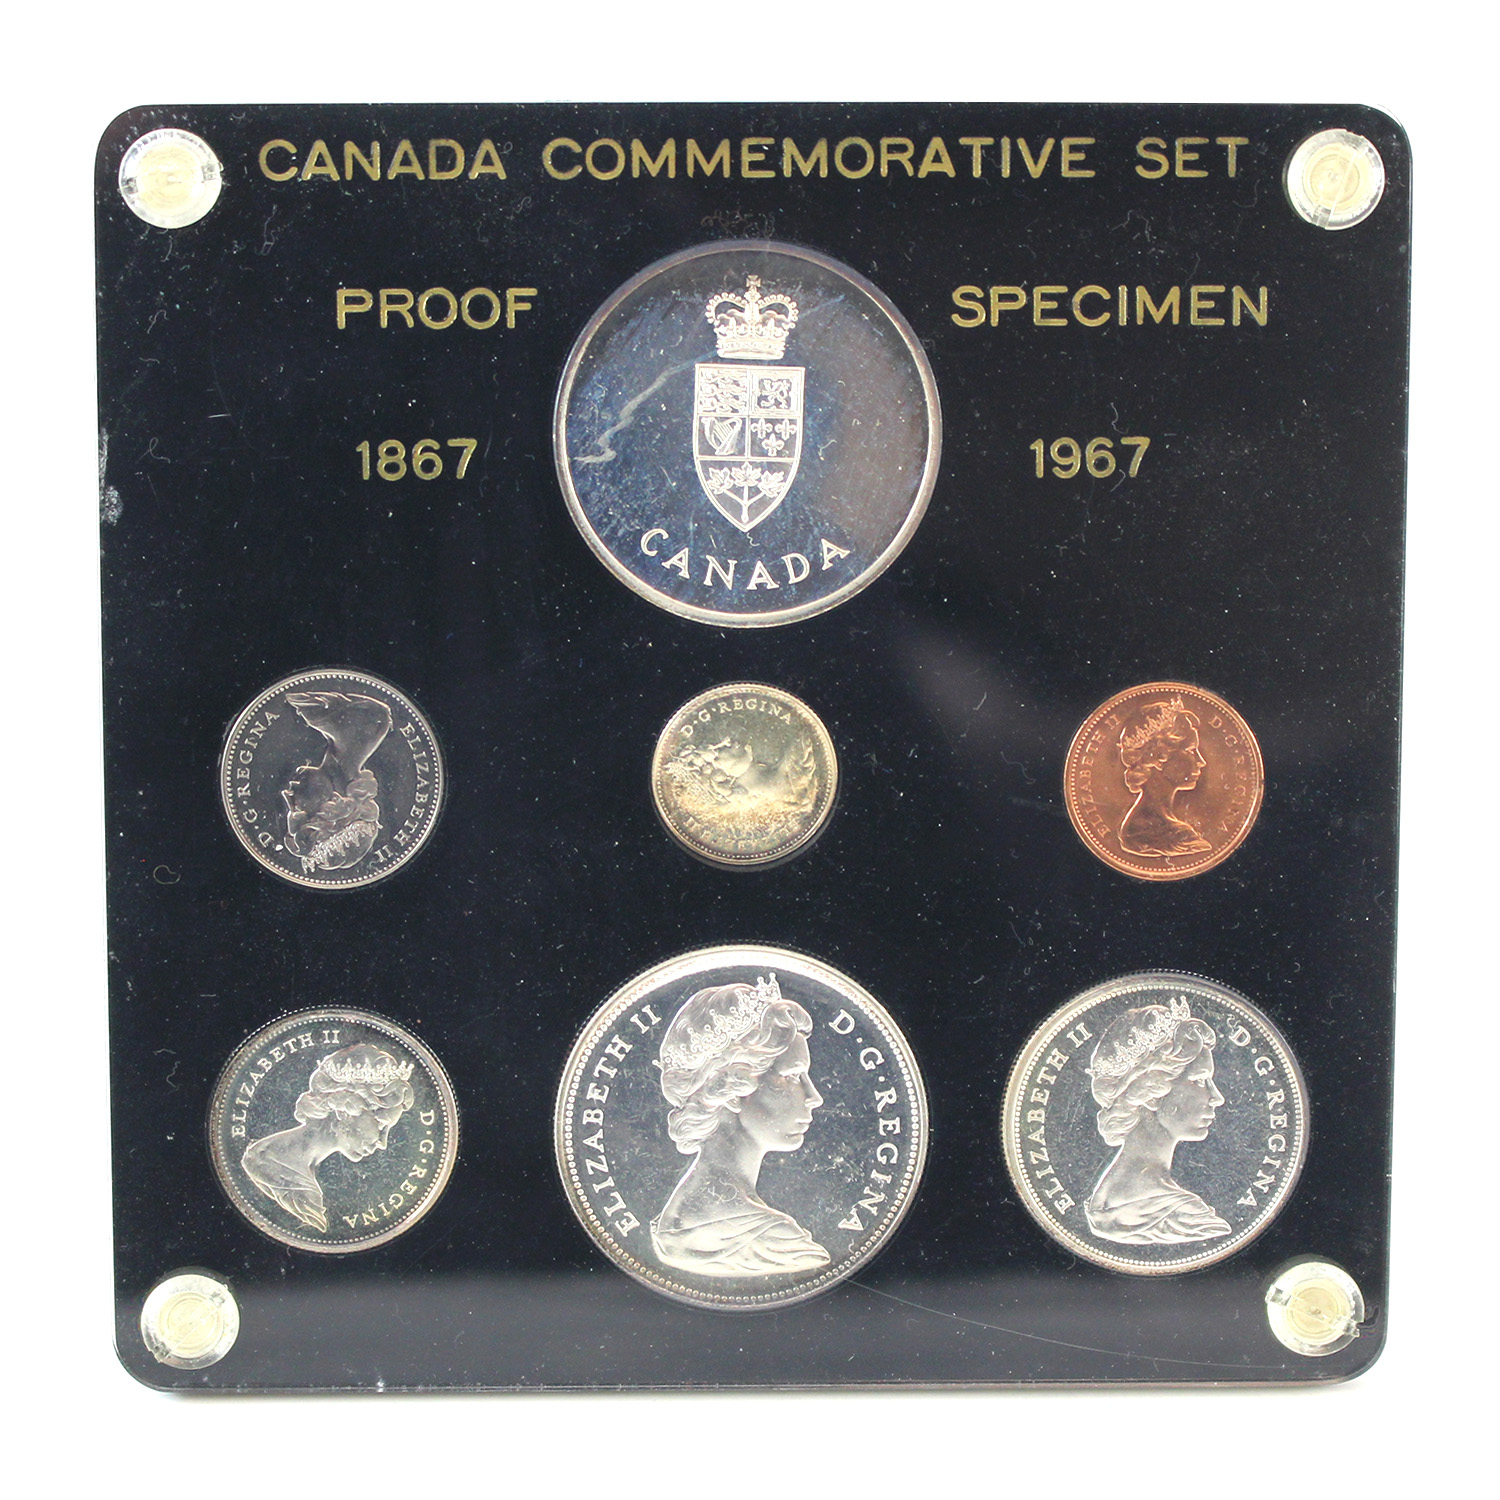 CANADA COMMEMORATIVE SET
PROOF SPECIMEN
1867 1967
CANADA
ELIZABETH II D·G·REGINA
D·G·REGINA
ELIZABETH II D·G·REGINA
ELIZABETH II D·G·REGINA
ELIZABETH II D·G·REGINA
ELIZABETH II D·G·REGINA